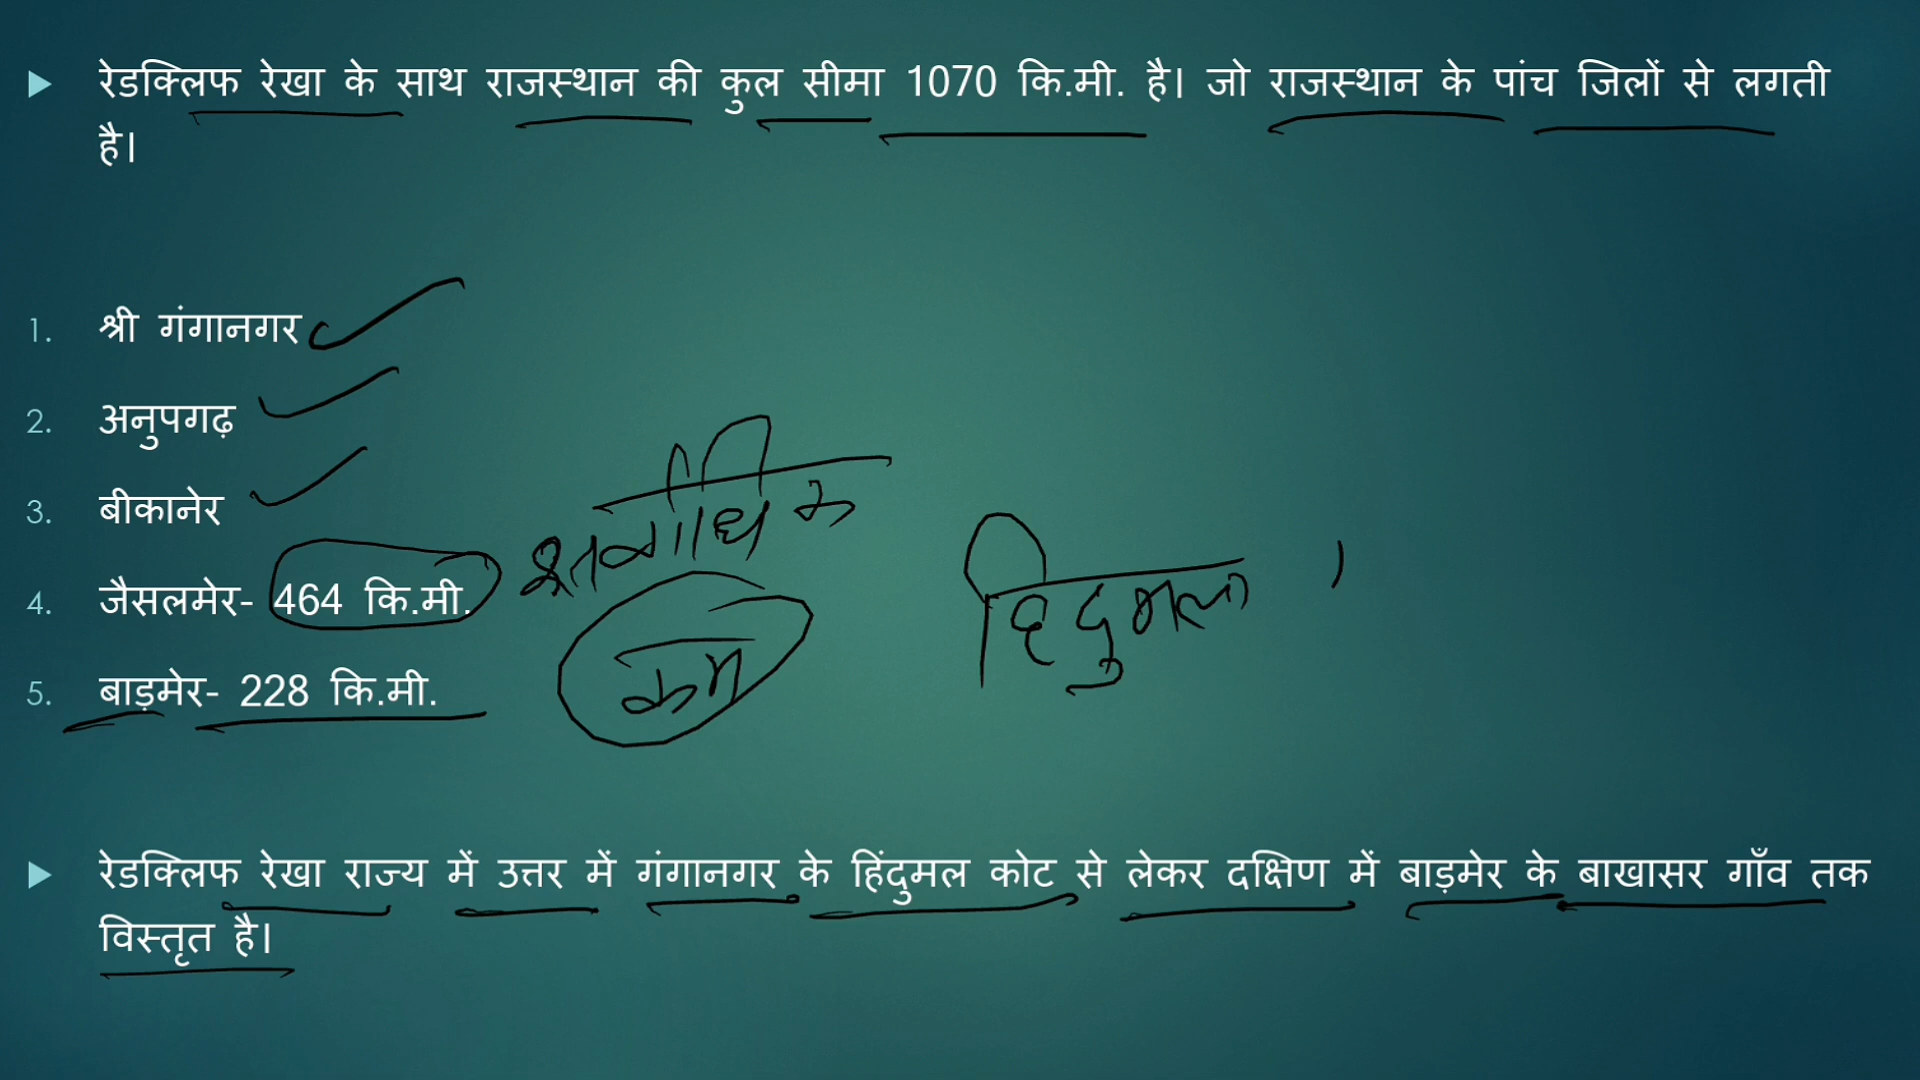 रेडक्लिफ रेखा के साथ राजस्थान की कुल सीमा 1070 कि.मी. है। जो राजस्थान के पांच जिलों से लगती
है।
1. श्री गंगानगर
2. अनुपगढ़
3. बीकानेर
4. जैसलमेर- 464 कि.मी.
5. बाड़मेर- 228 कि.मी.
कम
हिंदुमल
रेडक्लिफ रेखा राज्य में उत्तर में गंगानगर के हिंदुमल कोट से लेकर दक्षिण में बाड़मेर के बाखासर गाँव तक
विस्तृत है।